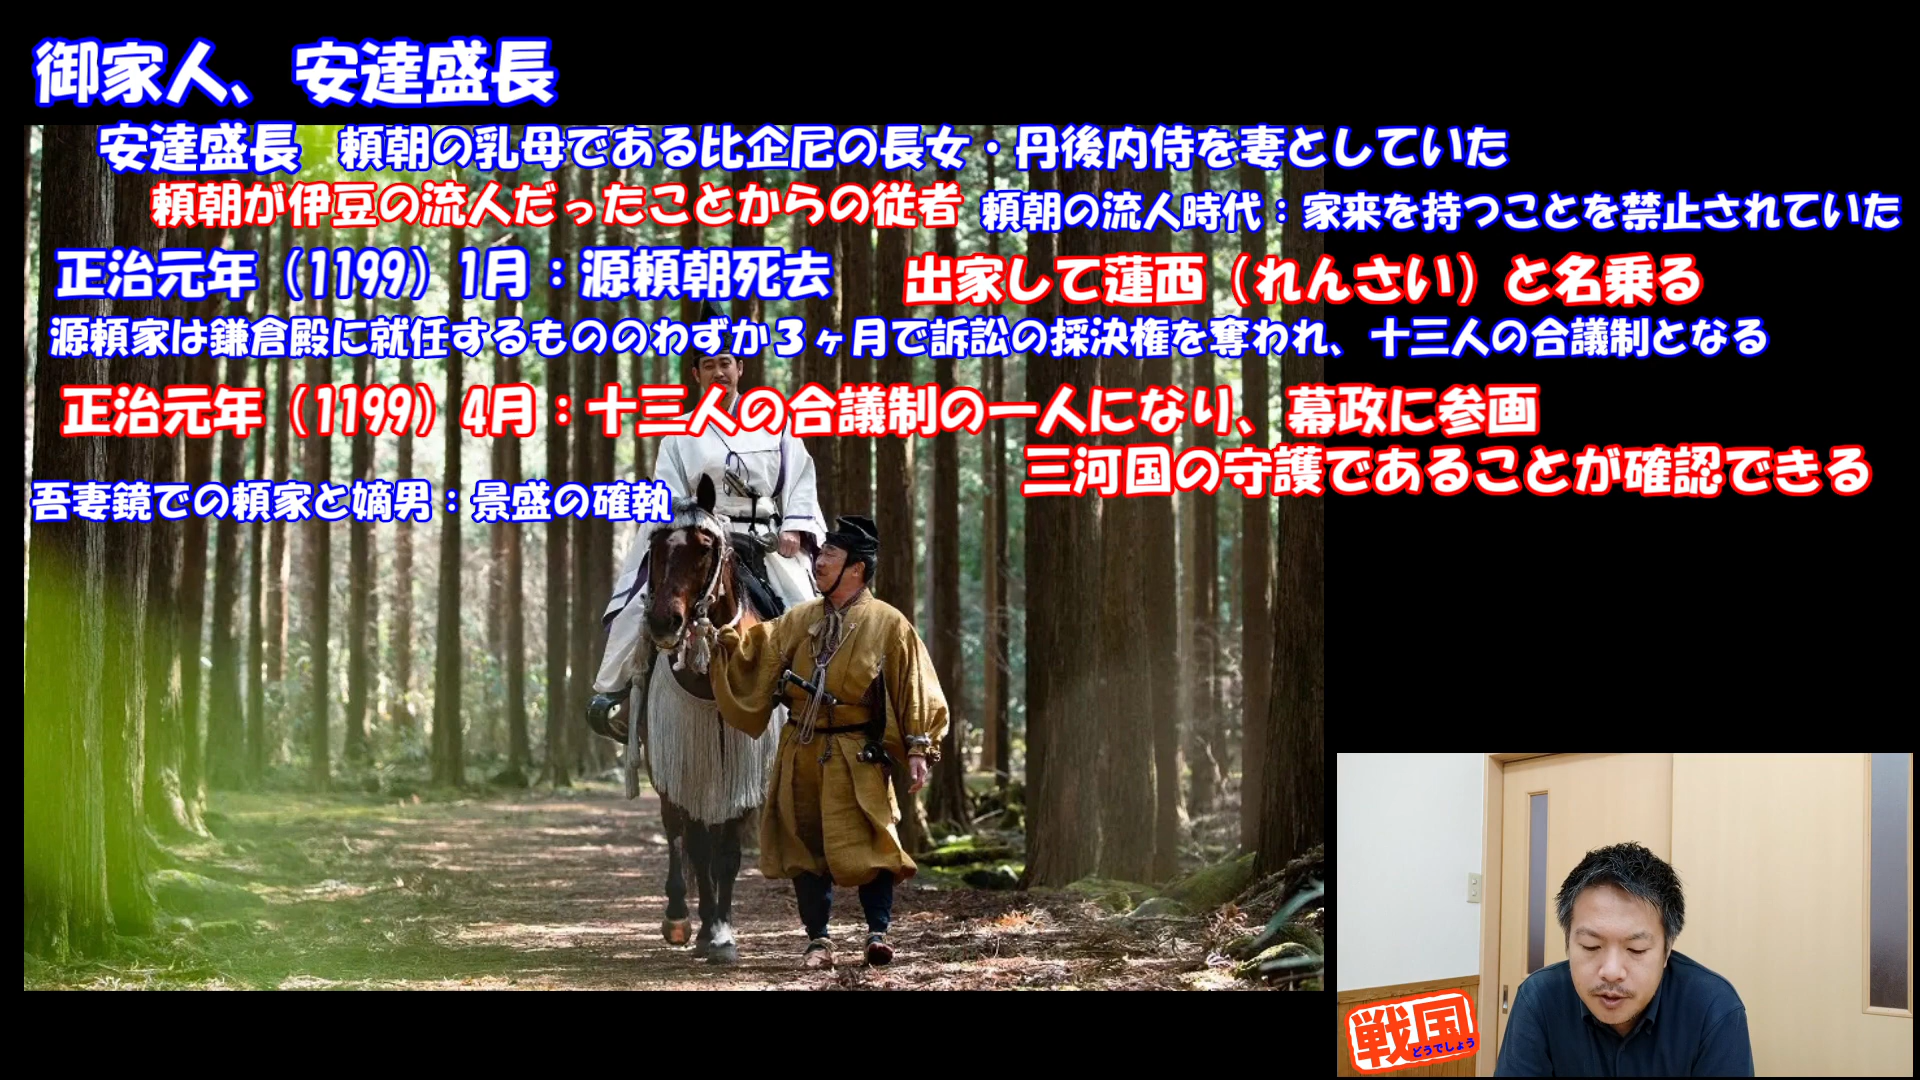 御家人、安達盛長
安達盛長 頼朝の乳母である比企尼の長女・丹後内侍を妻としていた
頼朝が伊豆の流人だったことからの従者 頼朝の流人時代：家来を持つことを禁止されていた
正治元年（1199）1月：源頼朝死去 出家して蓮西（れんさい）と名乗る
源頼家は鎌倉殿に就任するもののわずか３ヶ月で訴訟の採決権を奪われ、十三人の合議制となる
正治元年（1199）4月：十三人の合議制の一人になり、幕政に参画
三河国の守護であることが確認できる
吾妻鏡での頼家と嫡男：景盛の確執
戦国
どうでしょう